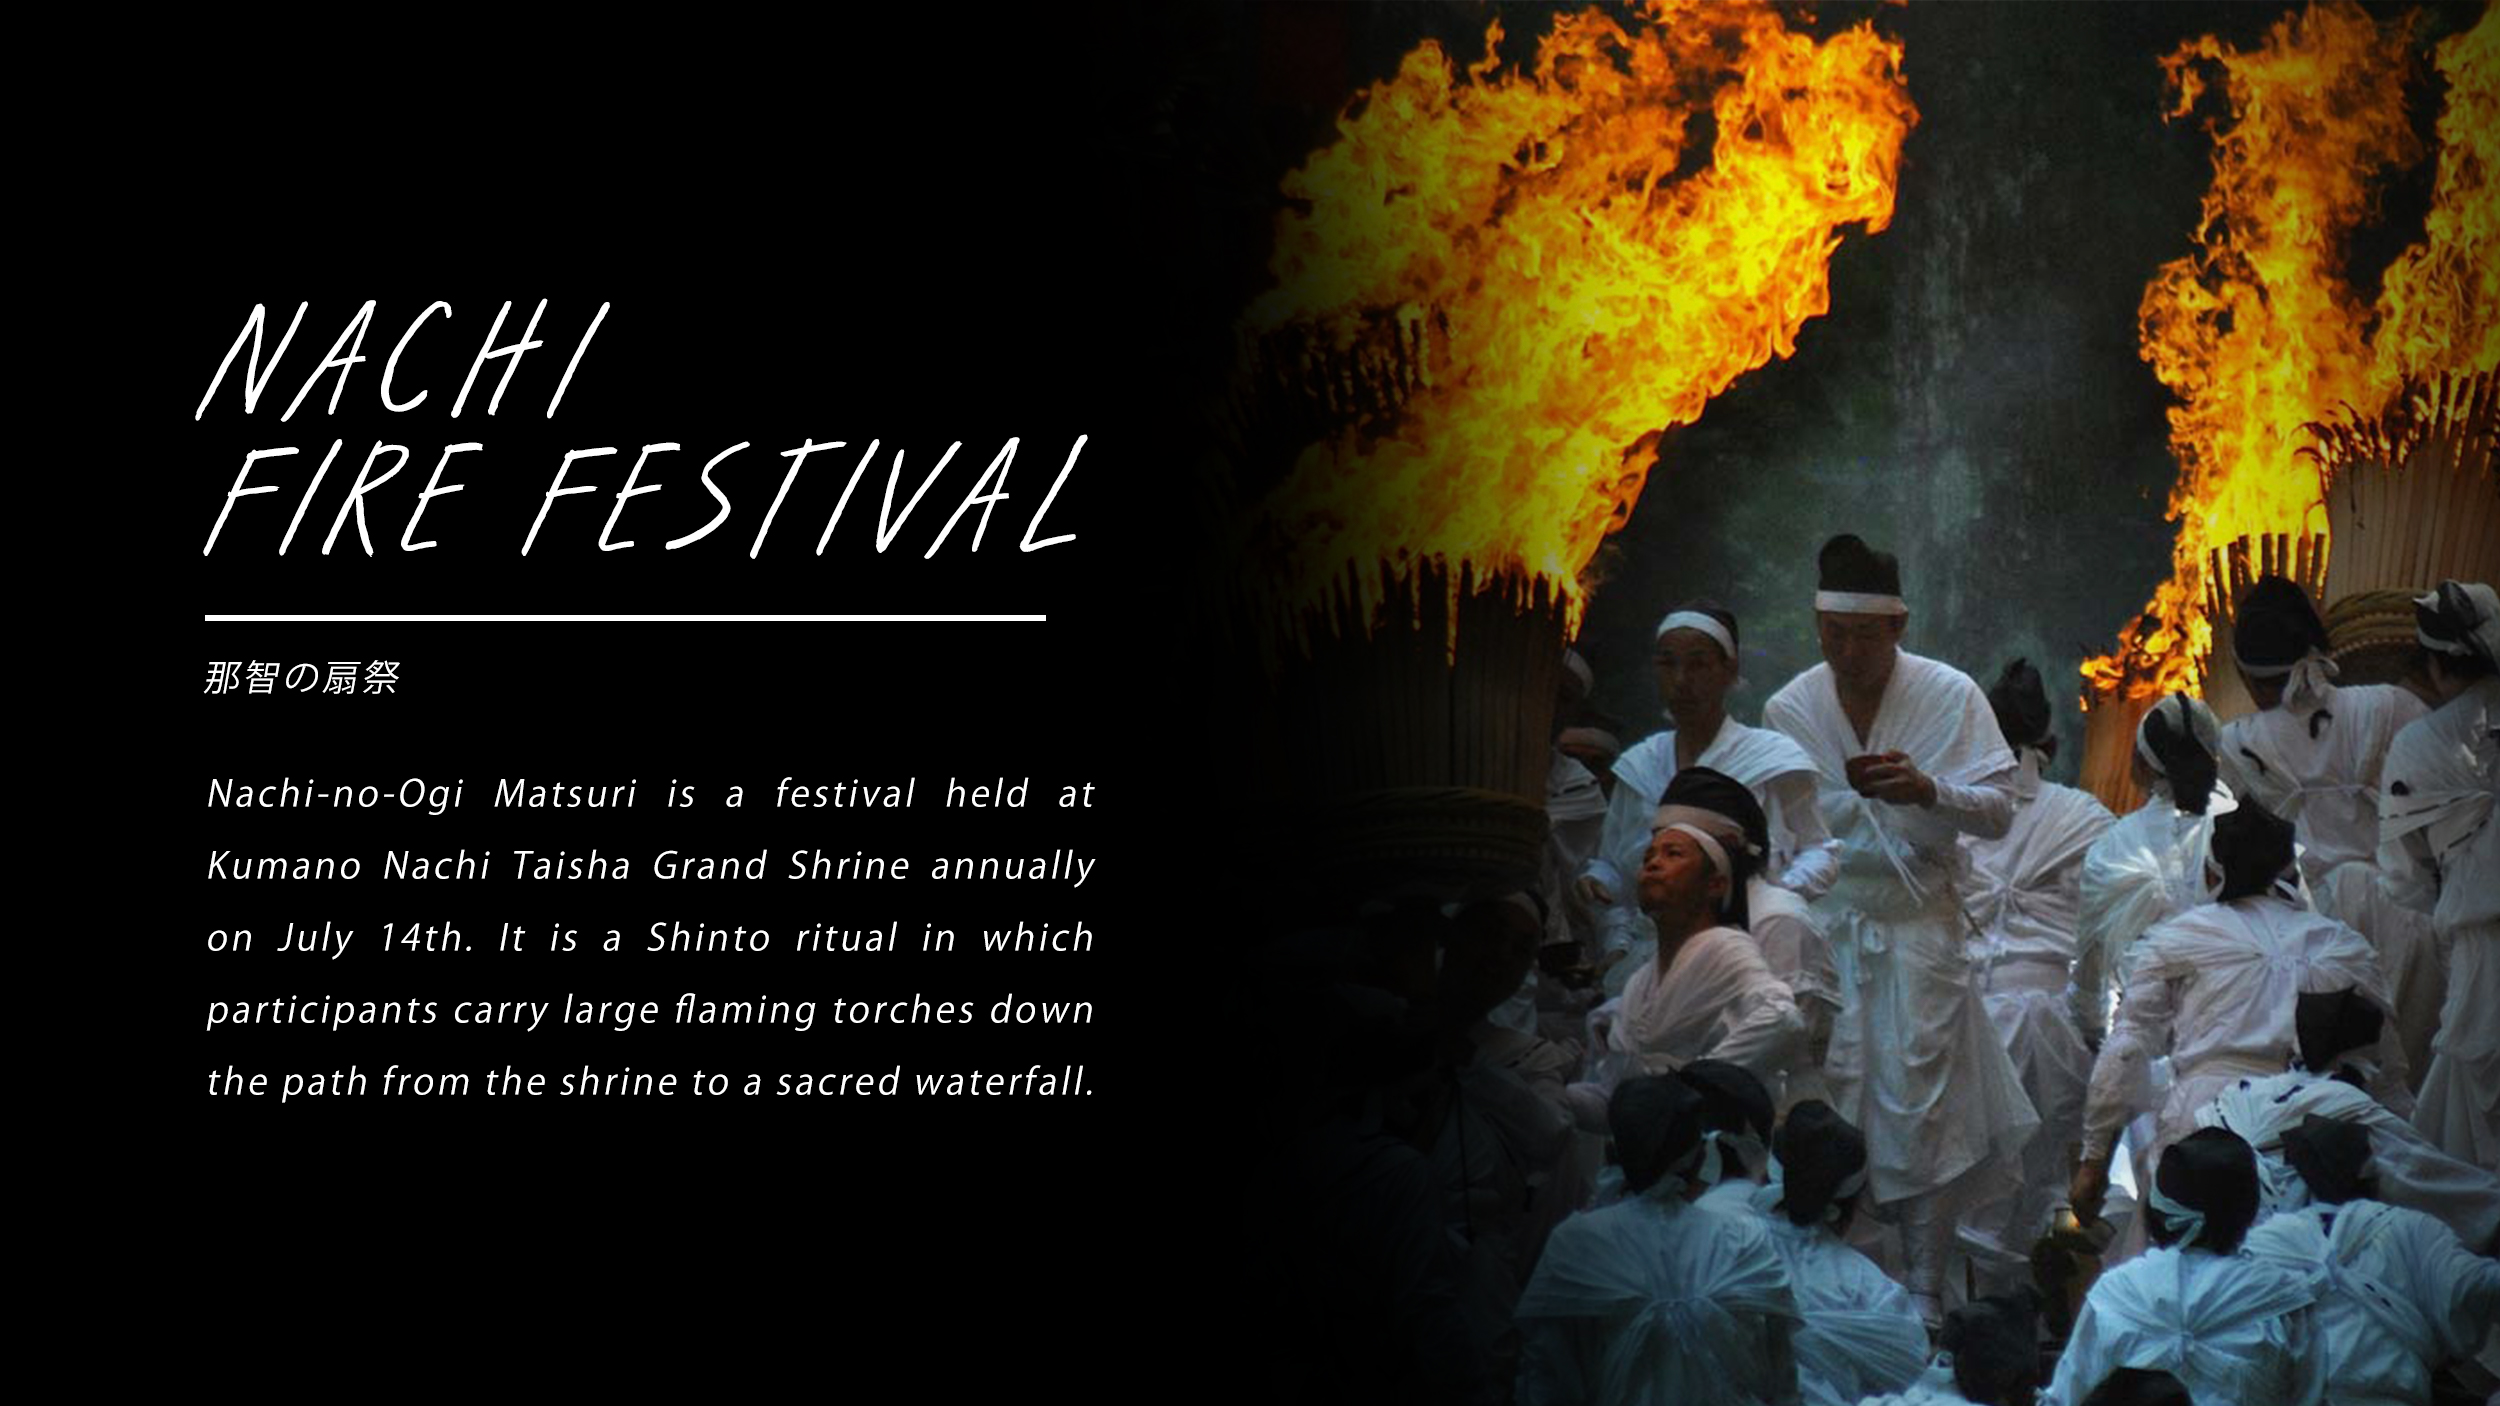 NACHI
FIRE FESTIVAL
那智の扇祭
Nachi-no-Ogi Matsuri is a festival held at
Kumano Nachi Taisha Grand Shrine annually
on July 14th. It is a Shinto ritual in which
participants carry large flaming torches down
the path from the shrine to a sacred waterfall.